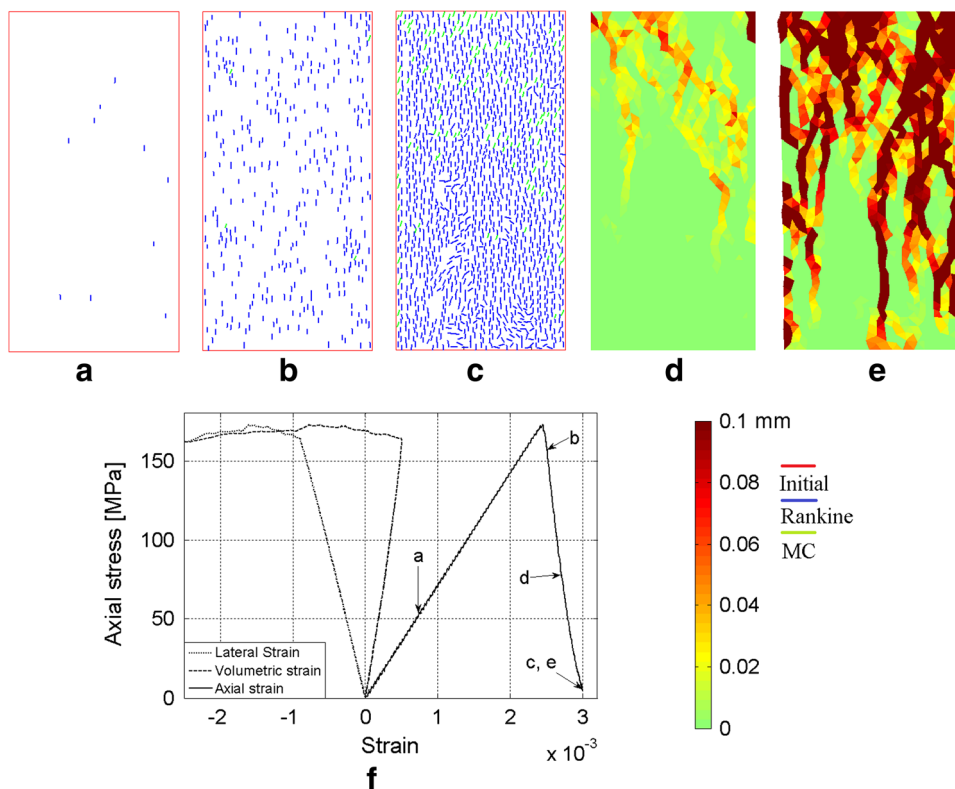 a
b
c
d
e
Axial stress [MPa]
150
100
50
0
Lateral Strain
Volumetric strain
Axial strain
a
b
d
c, e
-2
-1
0
1
2
3
Strain
x 10⁻³
f
0.1 mm
0.08
0.06
0.04
0.02
0
Initial
Rankine
MC